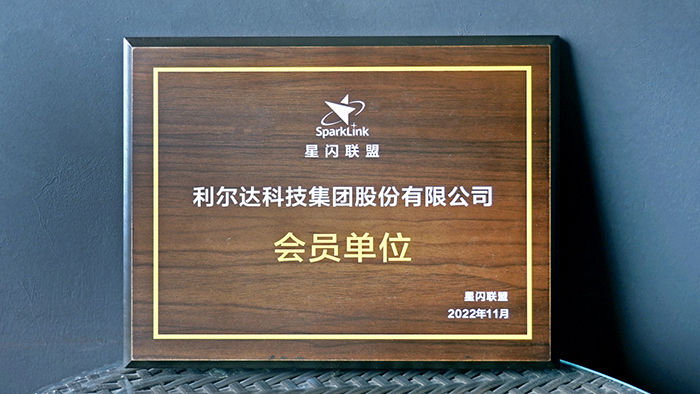 SparkLink
星闪联盟
利尔达科技集团股份有限公司
会员单位
星闪联盟
2022年11月